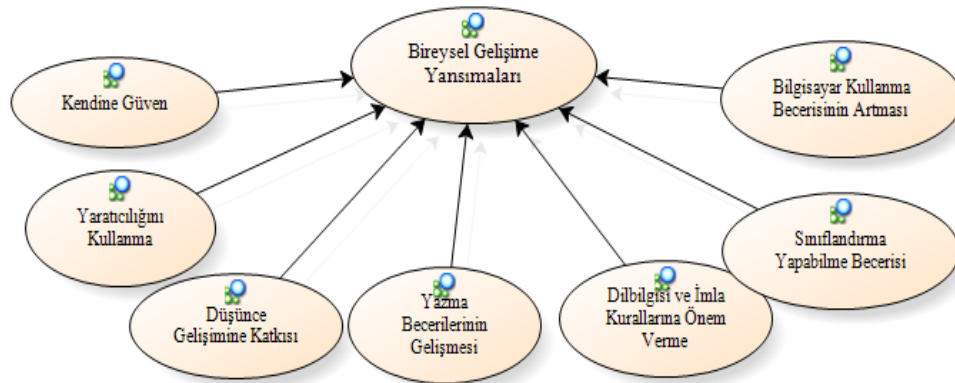 Bireysel Gelişime
Yansımaları
Kendine Güven
Bilgisayar Kullanma
Becerisinin Artması
Yaratıcılığını
Kullanma
Sınıflandırma
Yapabilme Becerisi
Düşünce
Gelişimine Katkısı
Yazma
Becerilerinin
Gelişmesi
Dilbilgisi ve İmla
Kurallarına Önem
Verme